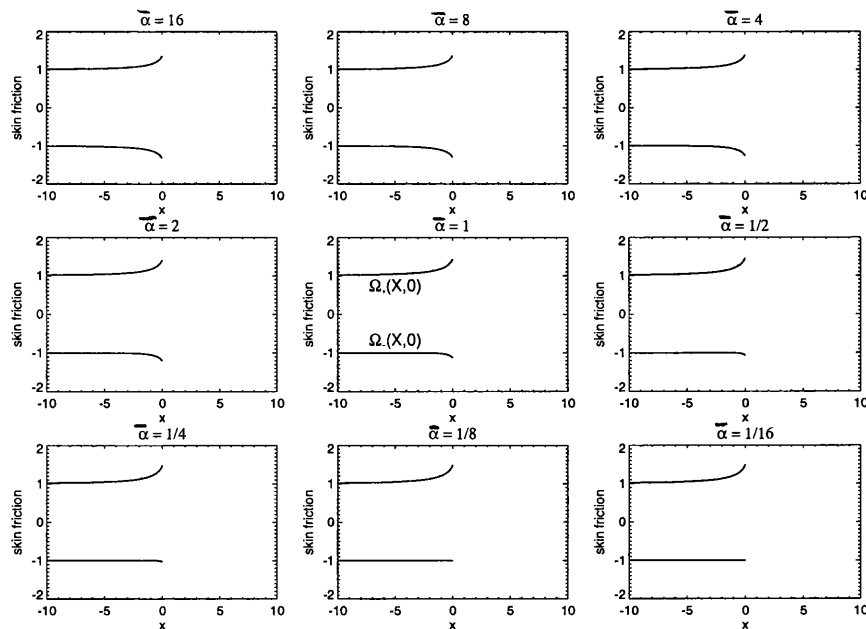 ᾱ = 16
ᾱ = 8
ᾱ = 4
skin friction
2
1
0
-1
-2
-10 -5 0 5 10
x
skin friction
2
1
0
-1
-2
-10 -5 0 5 10
x
skin friction
2
1
0
-1
-2
-10 -5 0 5 10
x
ᾱ = 2
ᾱ = 1
ᾱ = 1/2
skin friction
2
1
0
-1
-2
-10 -5 0 5 10
x
skin friction
2
1
0
-1
-2
Ω₊(X,0)
Ω₋(X,0)
-10 -5 0 5 10
x
skin friction
2
1
0
-1
-2
-10 -5 0 5 10
x
ᾱ = 1/4
ᾱ = 1/8
ᾱ = 1/16
skin friction
2
1
0
-1
-2
-10 -5 0 5 10
x
skin friction
2
1
0
-1
-2
-10 -5 0 5 10
x
skin friction
2
1
0
-1
-2
-10 -5 0 5 10
x